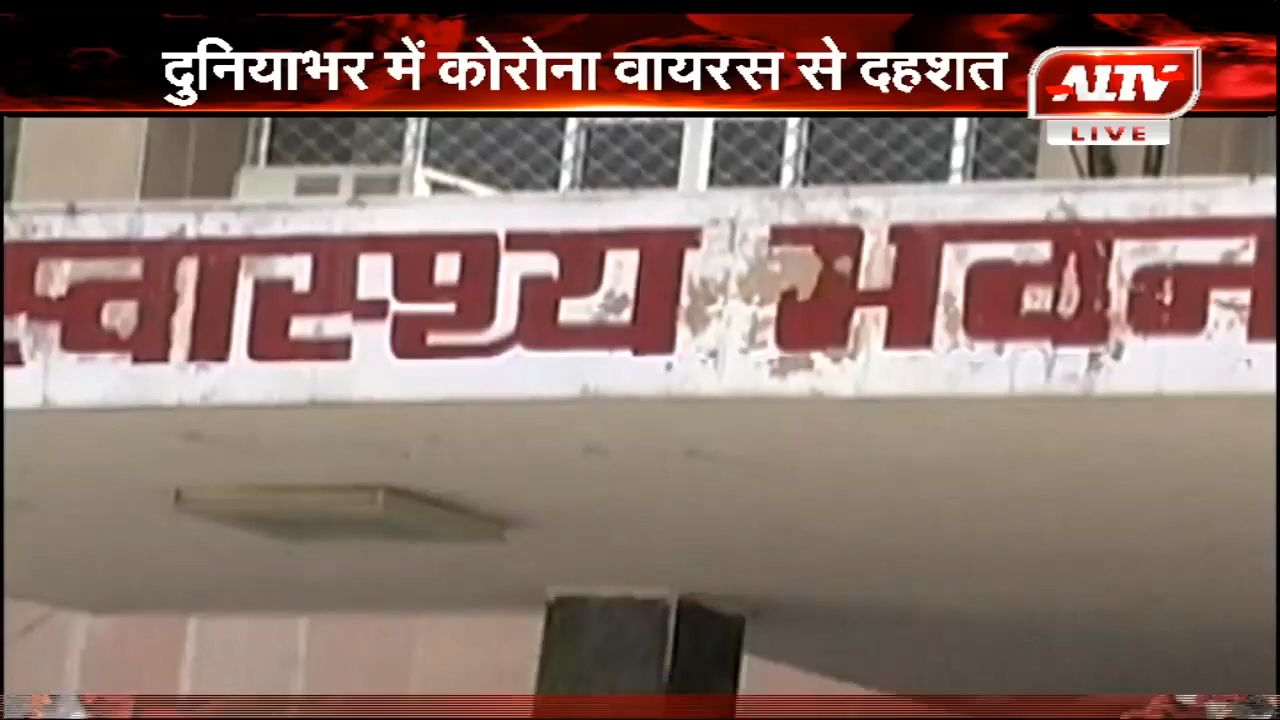 दुनियाभर में कोरोना वायरस से दहशत
ALTV
LIVE
स्वास्थ्य भवन